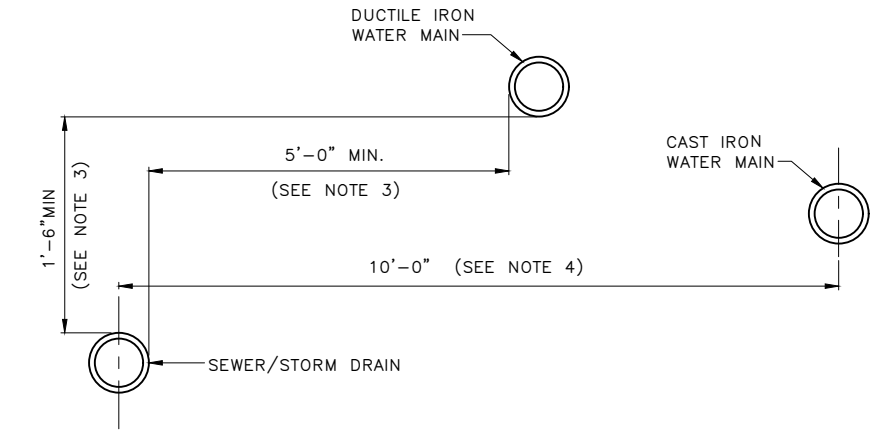 DUCTILE IRON
WATER MAIN
CAST IRON
WATER MAIN
5'-0" MIN.
(SEE NOTE 3)
1'-6"MIN
(SEE NOTE 3)
10'-0" (SEE NOTE 4)
SEWER/STORM DRAIN